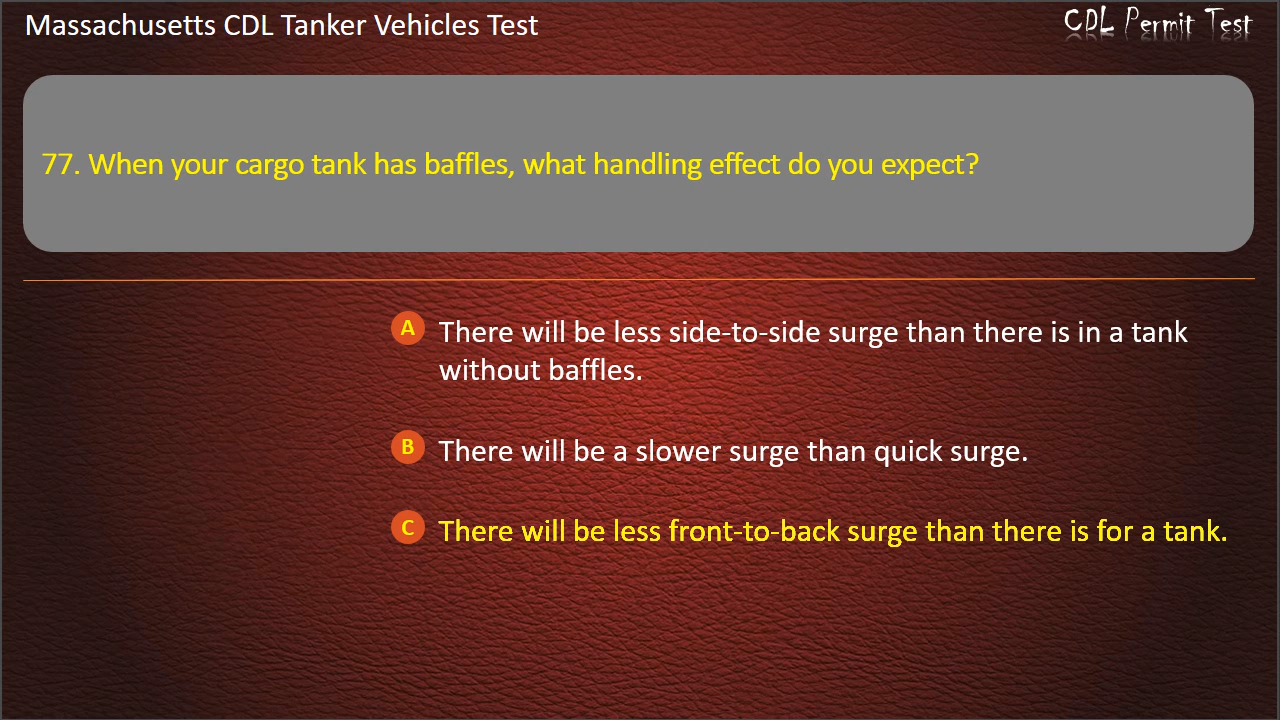 Massachusetts CDL Tanker Vehicles Test
CDL Permit Test
77. When your cargo tank has baffles, what handling effect do you expect?
A There will be less side-to-side surge than there is in a tank
without baffles.
B There will be a slower surge than quick surge.
C There will be less front-to-back surge than there is for a tank.